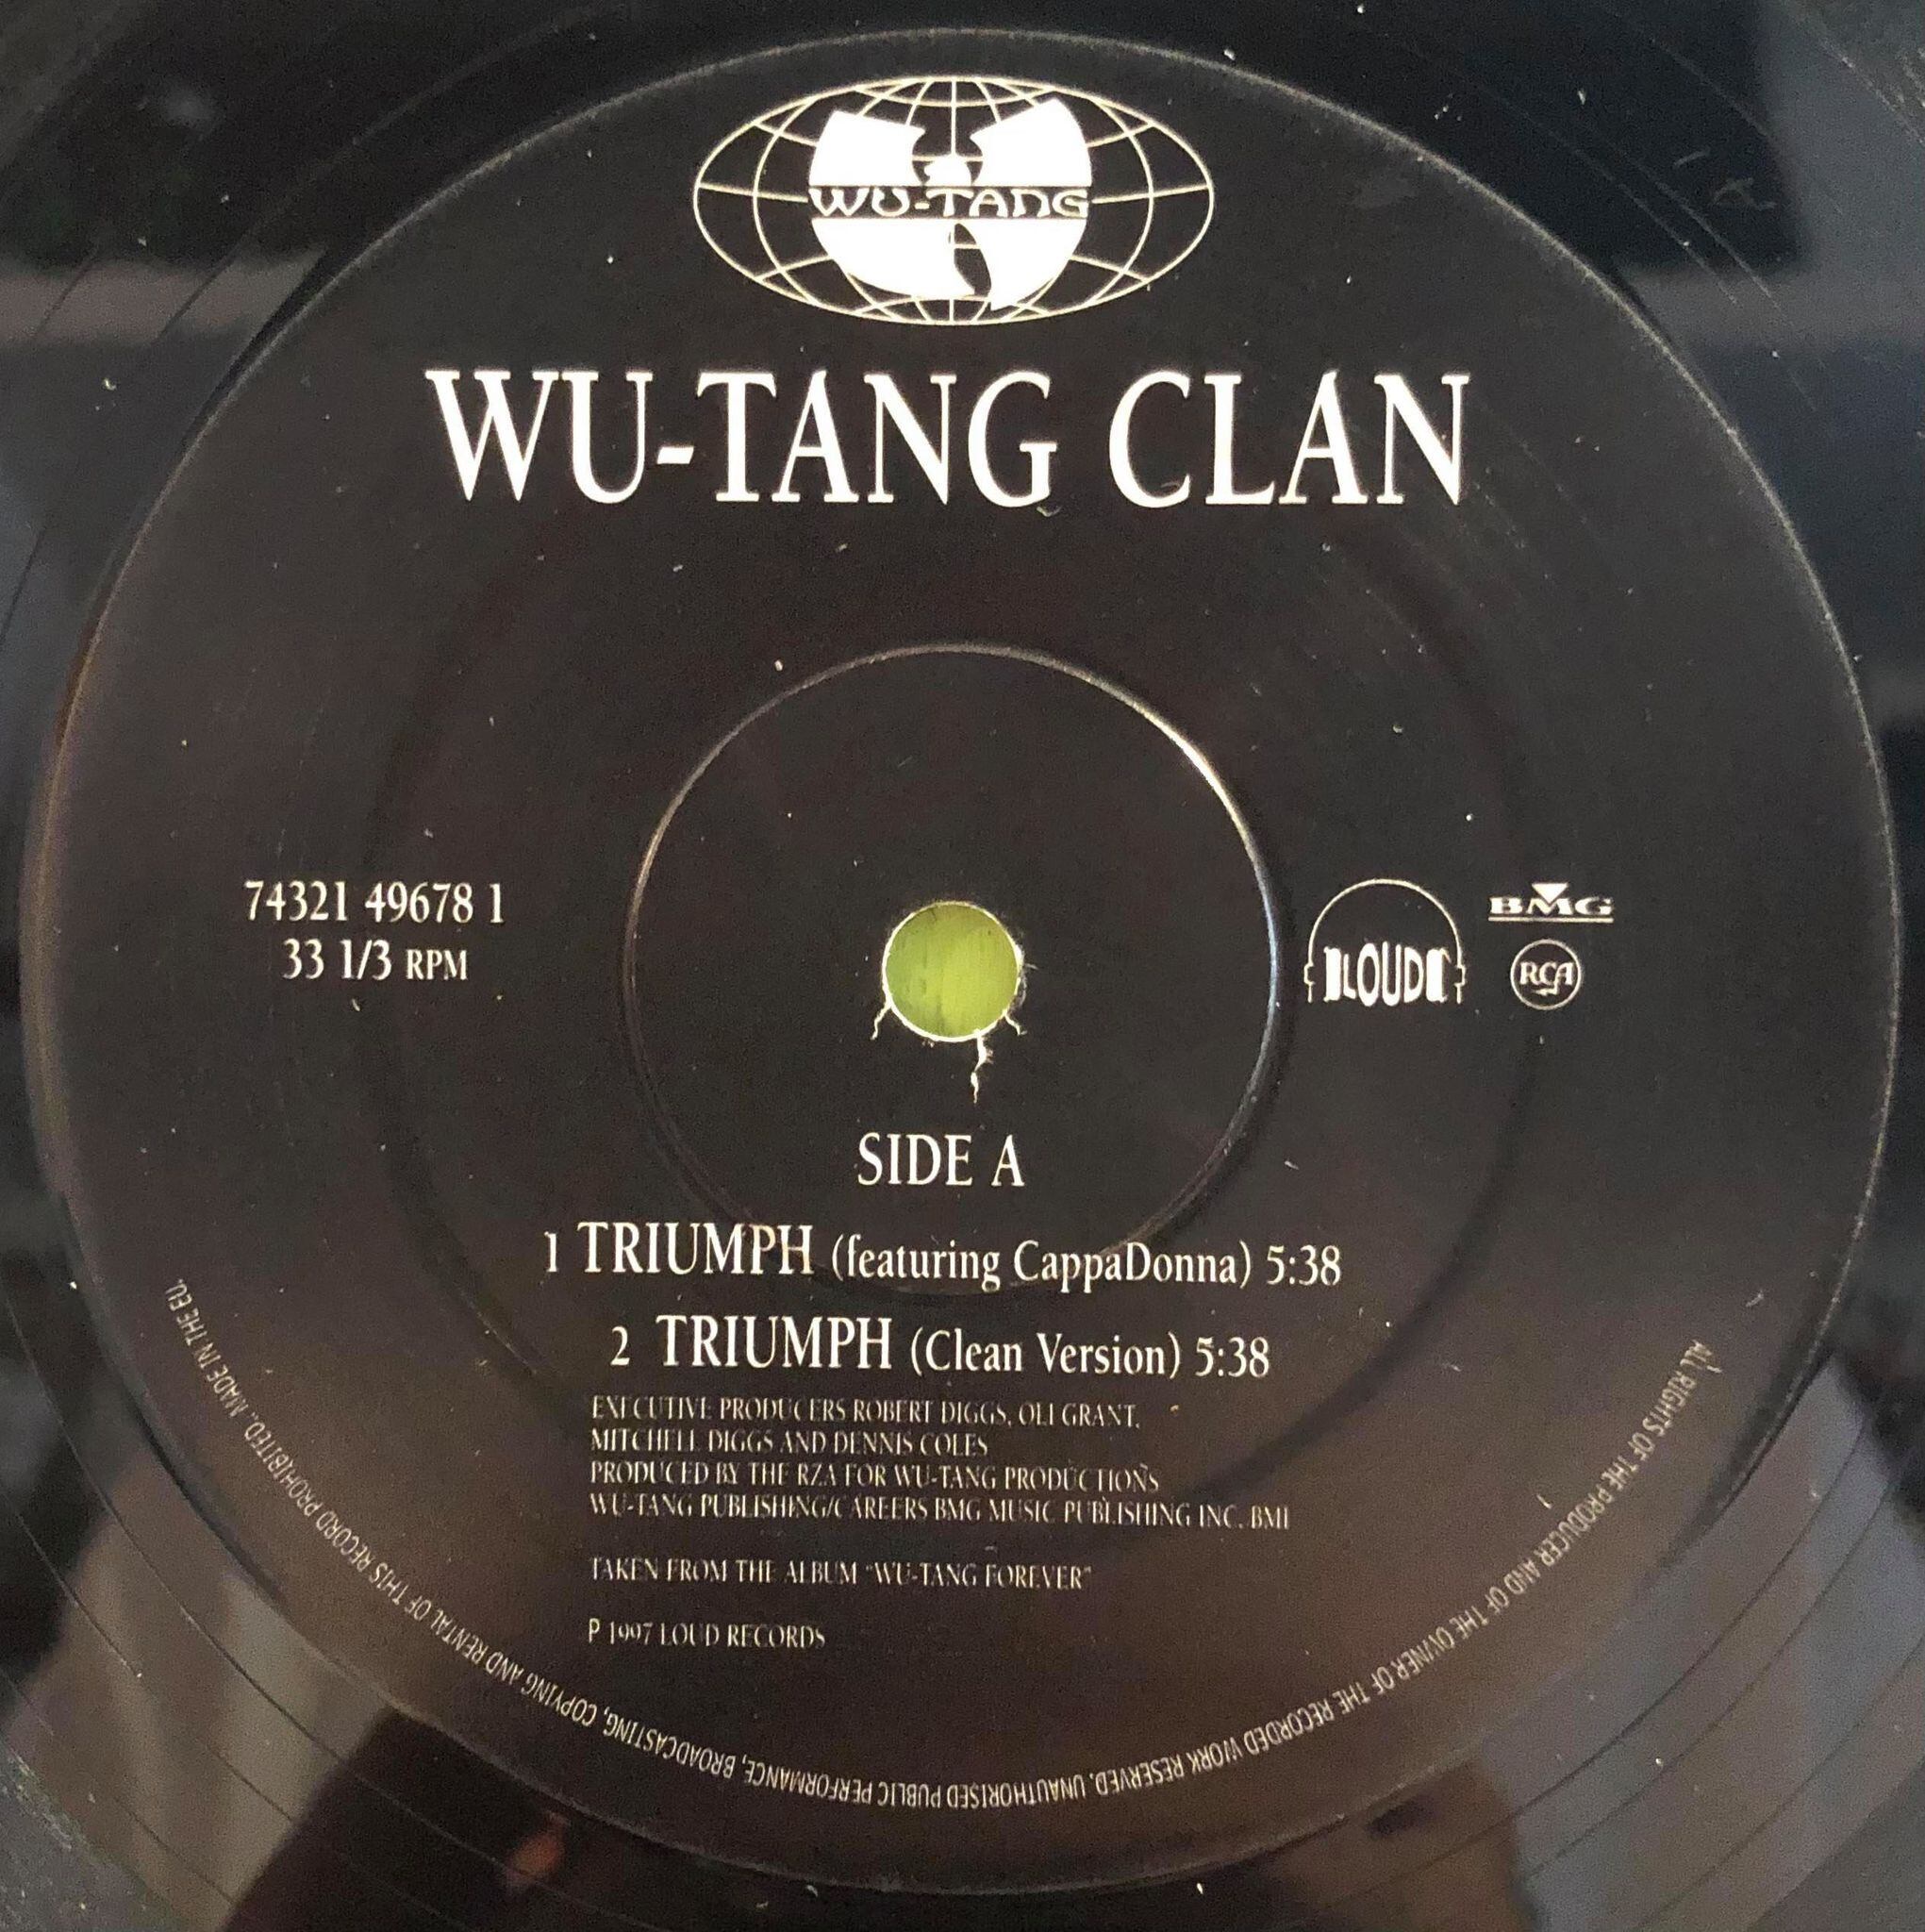 WU-TANG
WU-TANG CLAN
74321 49678 1
33 1/3 RPM
LOUD
BMG
RCA
SIDE A
1 TRIUMPH (featuring CappaDonna) 5:38
2 TRIUMPH (Clean Version) 5:38
EXECUTIVE PRODUCERS ROBERT DIGGS, OLI GRANT,
MITCHELL DIGGS AND DENNIS COLES
PRODUCED BY THE RZA FOR WU-TANG PRODUCTIONS
WU-TANG PUBLISHING/CAREERS BMG MUSIC PUBLISHING INC. BMI
TAKEN FROM THE ALBUM "WU-TANG FOREVER"
P 1997 LOUD RECORDS
ALL RIGHTS OF THE PRODUCER AND OF THE OWNER OF THE RECORDED WORK RESERVED. UNAUTHORISED PUBLIC PERFORMANCE, BROADCASTING, COPYING AND RENTAL OF THIS RECORD PROHIBITED. MADE IN THE EU.